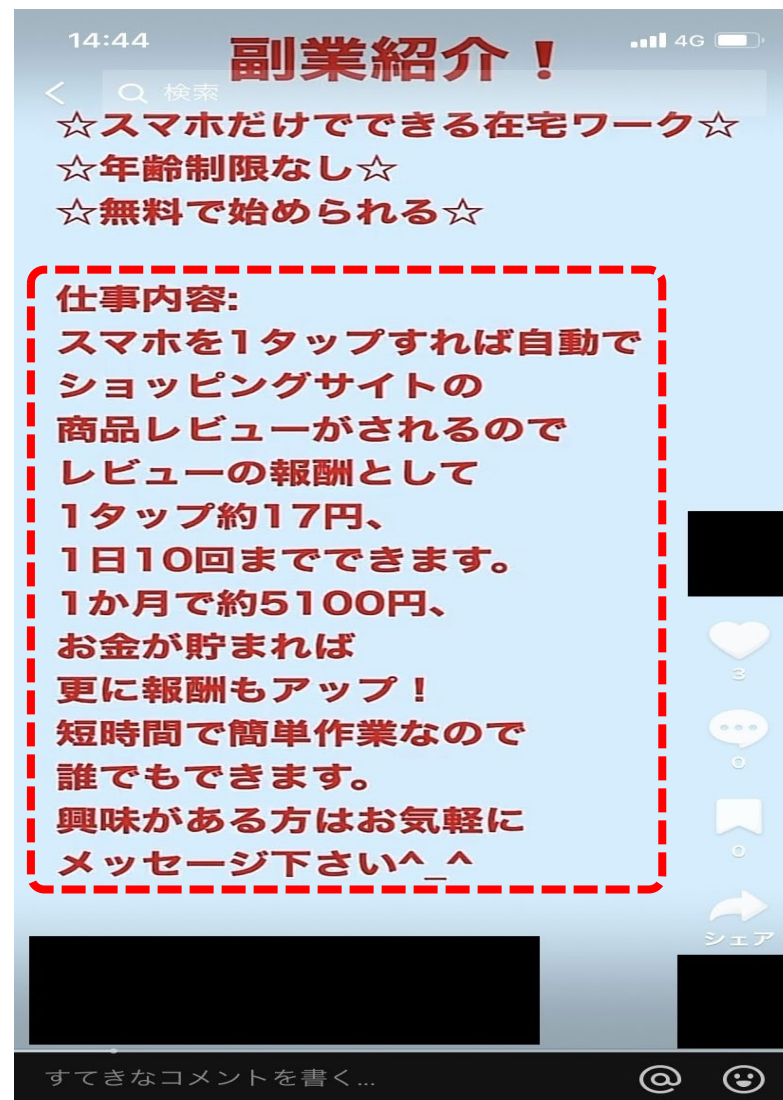 14:44
4G
副業紹介！
検索
☆スマホだけでできる在宅ワーク☆
☆年齢制限なし☆
☆無料で始められる☆
仕事内容:
スマホを1タップすれば自動で
ショッピングサイトの
商品レビューがされるので
レビューの報酬として
1タップ約17円、
1日10回までできます。
1か月で約5100円、
お金が貯まれば
更に報酬もアップ！
短時間で簡単作業なので
誰でもできます。
興味がある方はお気軽に
メッセージ下さい^_^
3
0
0
シェア
すてきなコメントを書く...
@